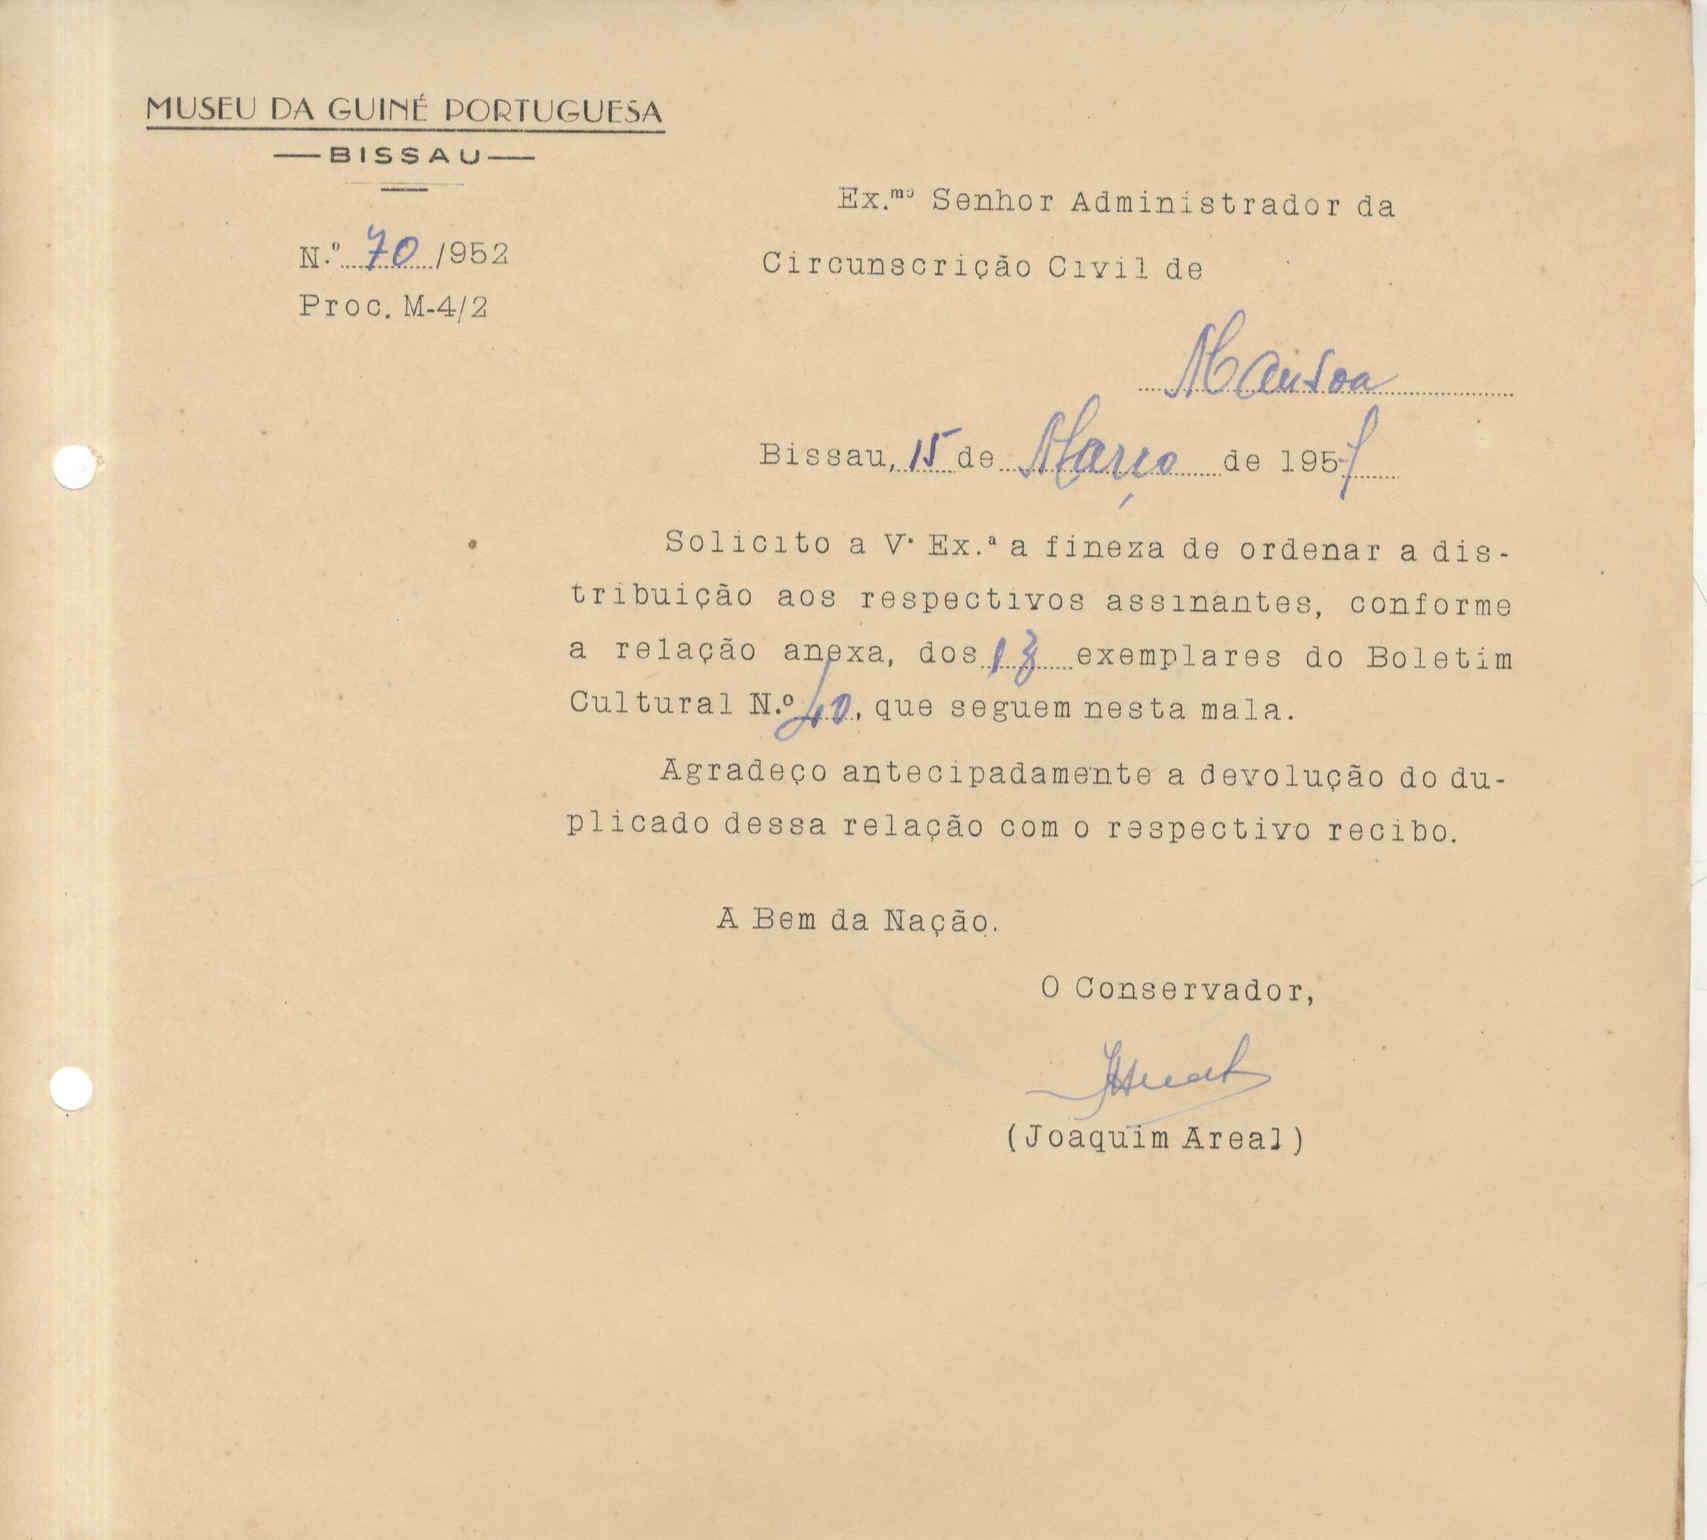 MUSEU DA GUINÉ PORTUGUESA
BISSAU
N.º 70/952
Proc. M-4/2
Ex.mo Senhor Administrador da
Circunscrição Civil de
Mansoa
Bissau, 15 de Março de 1957
Solicito a V. Ex.ª a fineza de ordenar a dis-
tribuição aos respectivos assinantes, conforme
a relação anexa, dos 13 exemplares do Boletim
Cultural N.º 40, que seguem nesta mala.
Agradeço antecipadamente a devolução do du-
plicado dessa relação com o respectivo recibo.
A Bem da Nação.
O Conservador,
(Joaquim Areal)